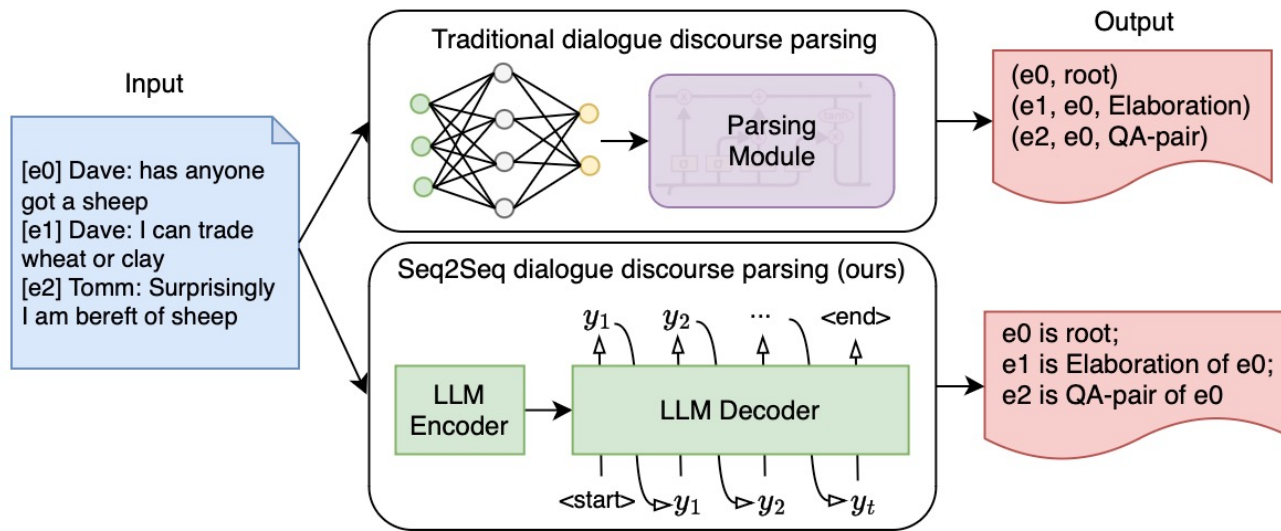 Input
[e0] Dave: has anyone
got a sheep
[e1] Dave: I can trade
wheat or clay
[e2] Tomm: Surprisingly
I am bereft of sheep
Traditional dialogue discourse parsing
Parsing
Module
Seq2Seq dialogue discourse parsing (ours)
y₁ y₂ ... <end>
LLM
Encoder
LLM Decoder
<start> y₁ y₂ yₜ
Output
(e0, root)
(e1, e0, Elaboration)
(e2, e0, QA-pair)
e0 is root;
e1 is Elaboration of e0;
e2 is QA-pair of e0